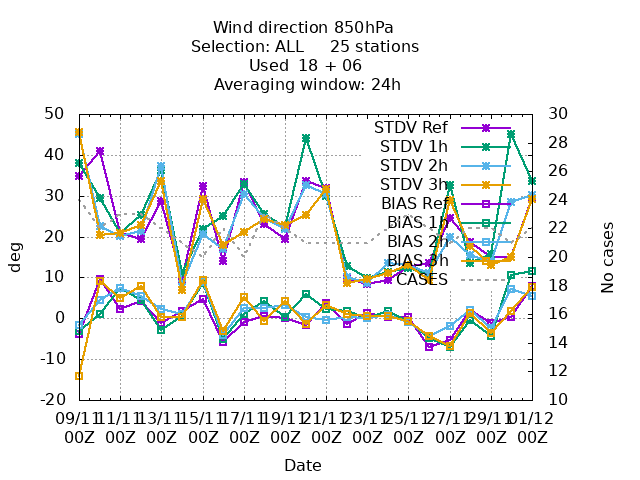 Wind direction 850hPa
Selection: ALL     25 stations
Used  18 + 06
Averaging window: 24h
50
40
30
20
10
0
-10
-20
30
28
26
24
22
20
18
16
14
12
10
STDV Ref
STDV 1h
STDV 2h
STDV 3h
BIAS Ref
BIAS 1h
BIAS 2h
BIAS 3h
CASES
deg
No cases
09/11 11/11 13/11 15/11 17/11 19/11 21/11 23/11 25/11 27/11 29/11 01/12
00Z 00Z 00Z 00Z 00Z 00Z 00Z 00Z 00Z 00Z 00Z 00Z
Date